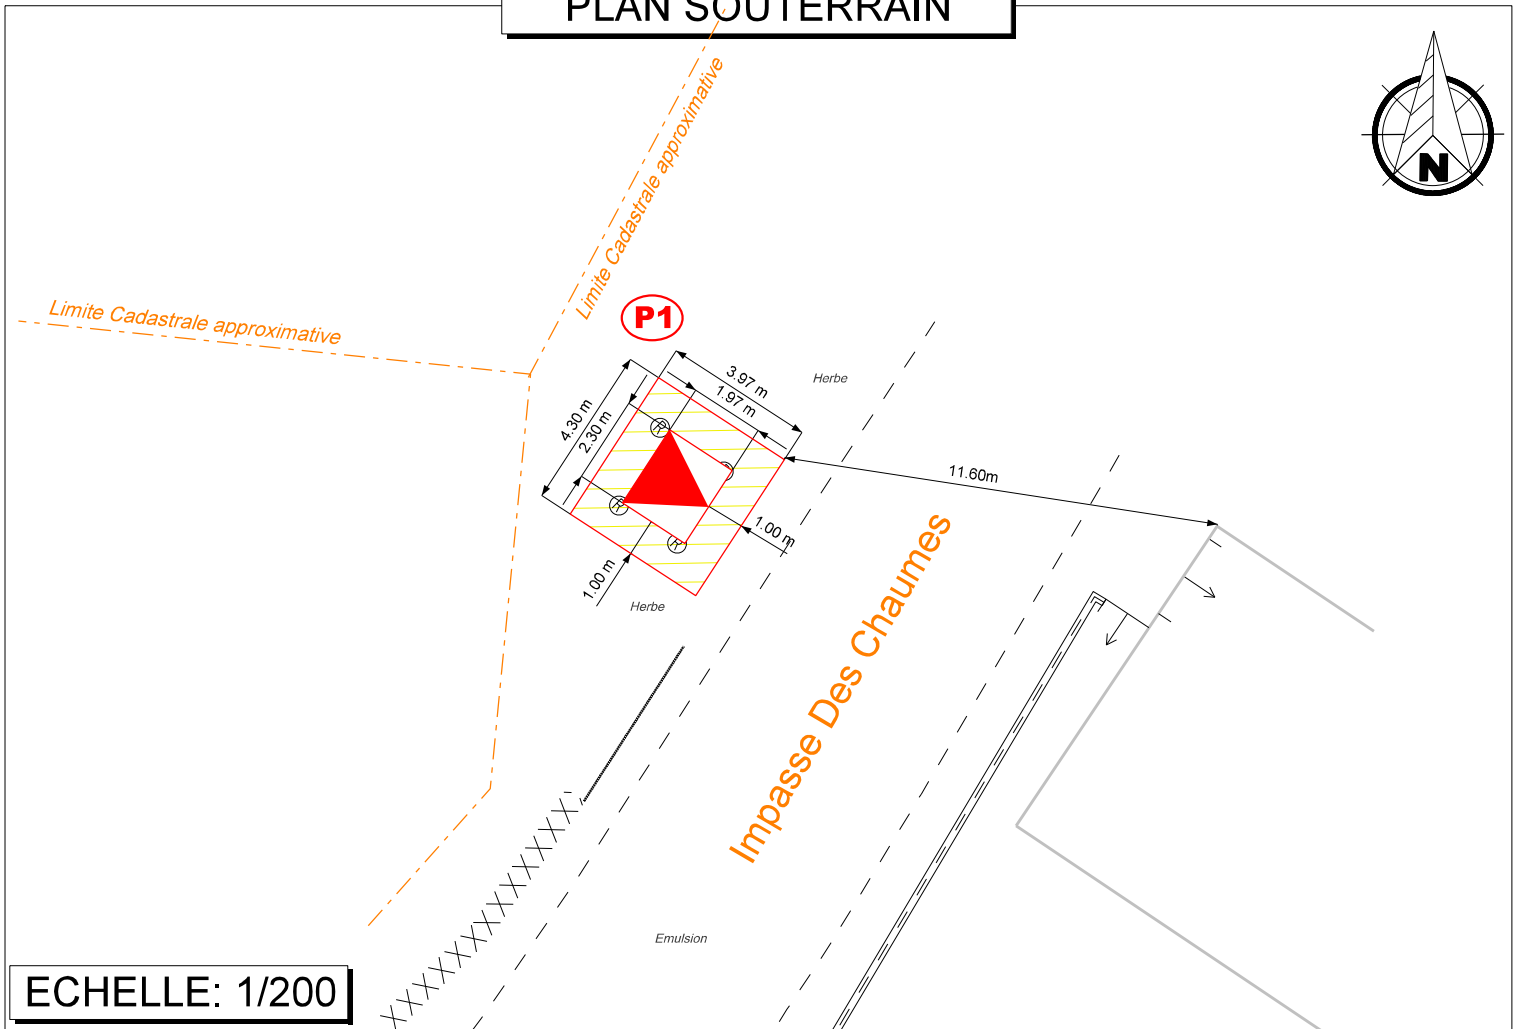 PLAN SOUTERRAIN
N
Limite Cadastrale approximative
Limite Cadastrale approximative
P1
3.97 m
1.97 m
Herbe
4.30 m
2.30 m
R
R
R
11.60m
1.00 m
1.00 m
Herbe
Impasse Des Chaumes
Emulsion
ECHELLE: 1/200